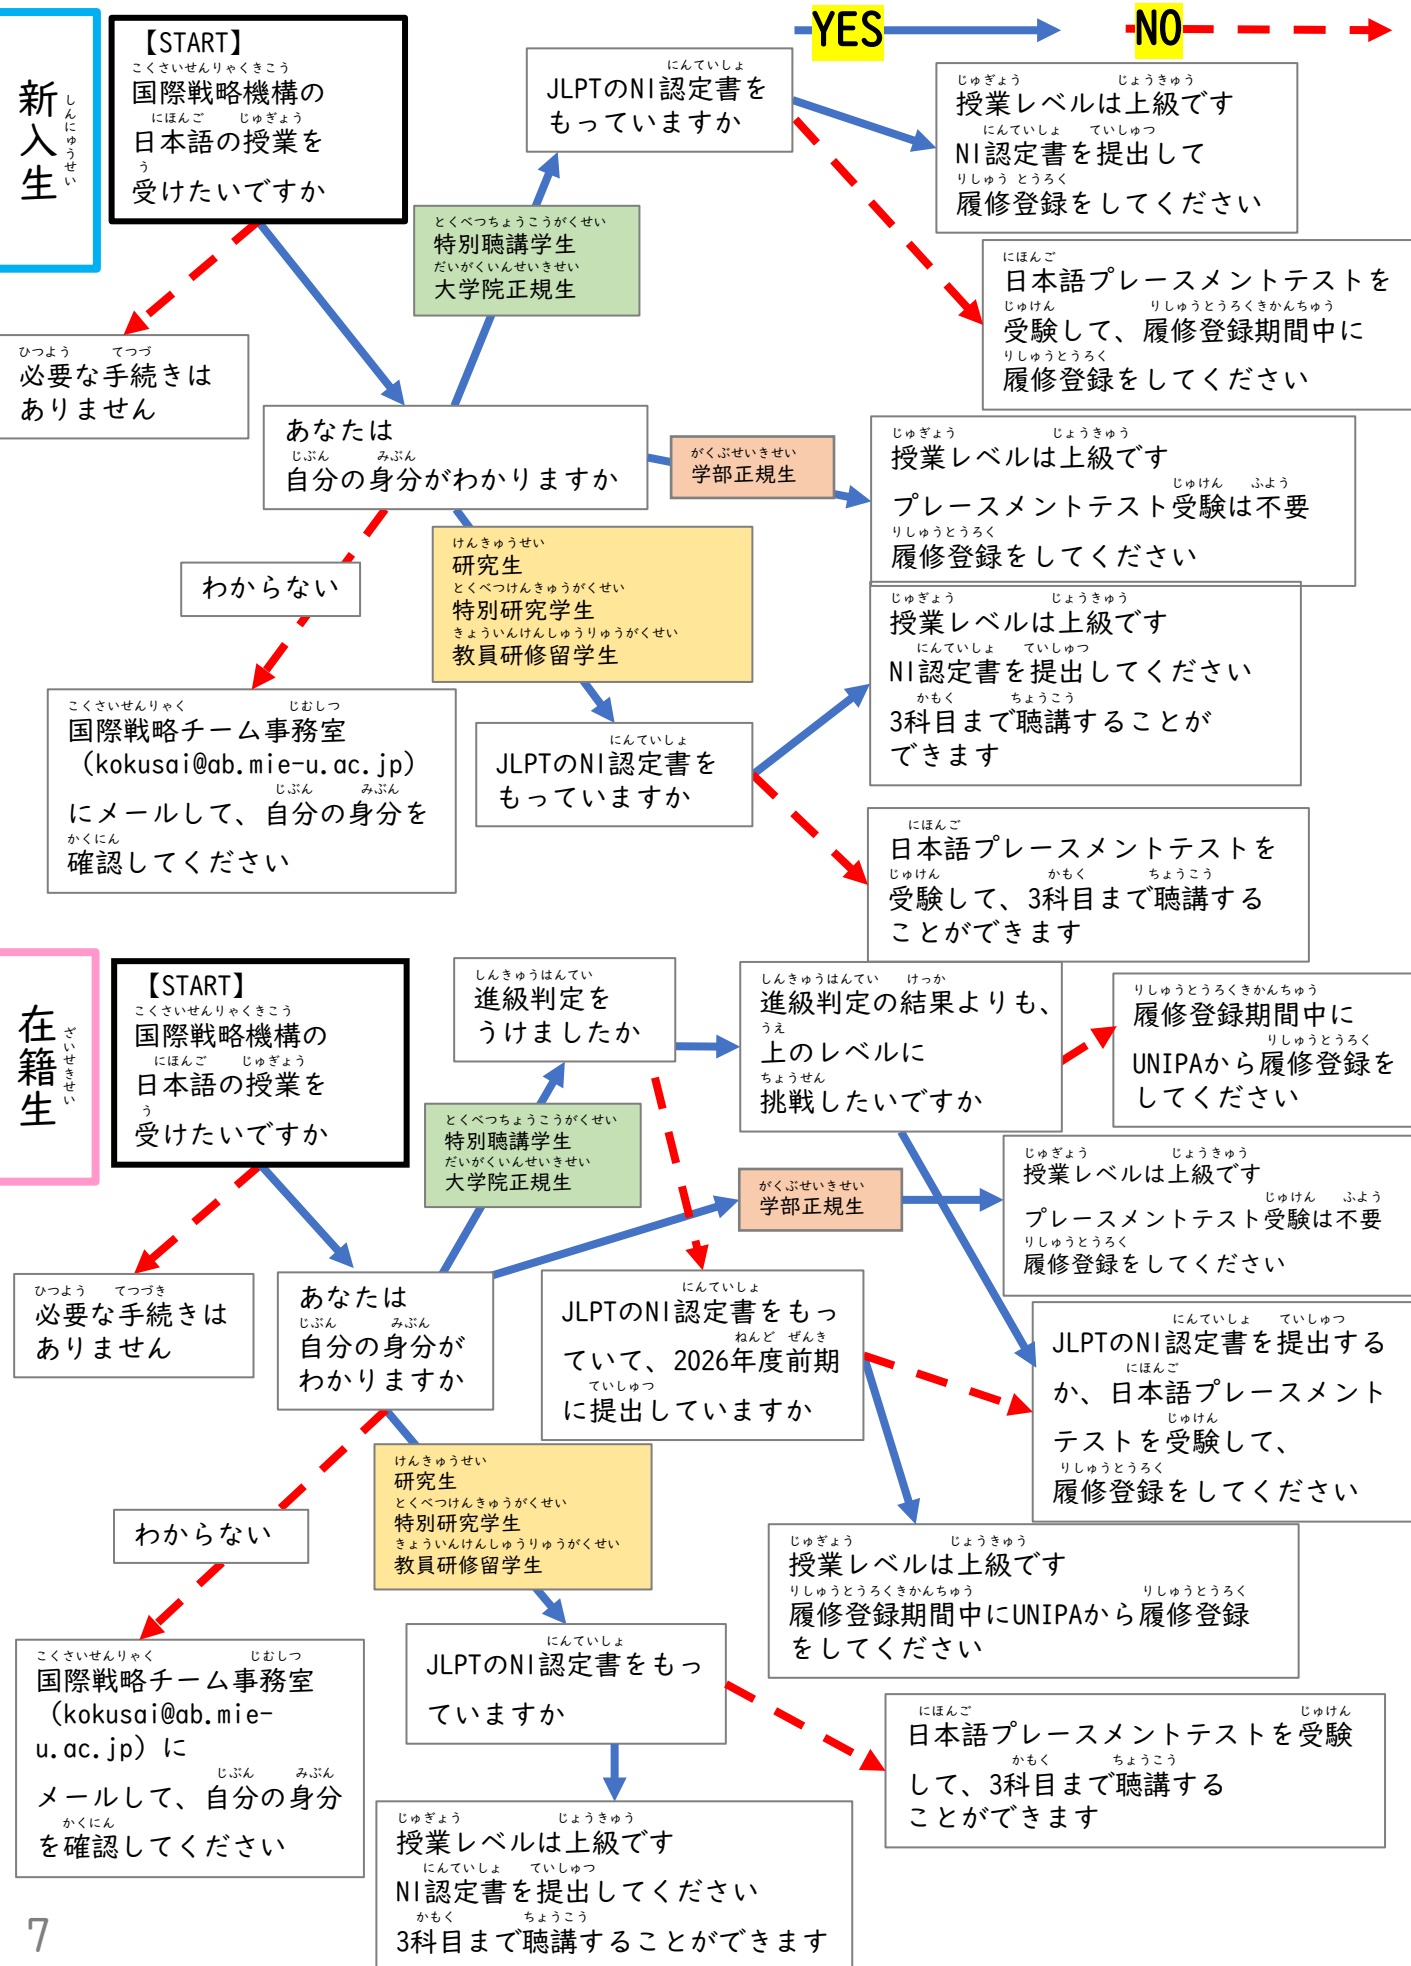 YES
NO
新入生
しんにゅうせい
【START】
こくさいせんりゃくきこう
国際戦略機構の
にほんご じゅぎょう
日本語の授業を
う
受けたいですか
にんていしょ
JLPTのN1認定書を
もっていますか
じゅぎょう じょうきゅう
授業レベルは上級です
にんていしょ ていしゅつ
N1認定書を提出して
りしゅう とうろく
履修登録をしてください
とくべつちょうこうがくせい
特別聴講学生
だいがくいんせいきせい
大学院正規生
にほんご
日本語プレースメントテストを
じゅけん りしゅうとうろくきかんちゅう
受験して、履修登録期間中に
りしゅうとうろく
履修登録をしてください
ひつよう てつづ
必要な手続きは
ありません
あなたは
じぶん みぶん
自分の身分がわかりますか
がくぶせいきせい
学部正規生
じゅぎょう じょうきゅう
授業レベルは上級です
じゅけん ふよう
プレースメントテスト受験は不要
りしゅうとうろく
履修登録をしてください
わからない
けんきゅうせい
研究生
とくべつけんきゅうがくせい
特別研究学生
きょういんけんしゅうりゅうがくせい
教員研修留学生
じゅぎょう じょうきゅう
授業レベルは上級です
にんていしょ ていしゅつ
N1認定書を提出してください
かもく ちょうこう
3科目まで聴講することが
できます
こくさいせんりゃく じむしつ
国際戦略チーム事務室
（kokusai@ab.mie-u.ac.jp）
じぶん みぶん
にメールして、自分の身分を
かくにん
確認してください
にんていしょ
JLPTのN1認定書を
もっていますか
にほんご
日本語プレースメントテストを
じゅけん かもく ちょうこう
受験して、3科目まで聴講する
ことができます
在籍生
ざいせきせい
【START】
こくさいせんりゃくきこう
国際戦略機構の
にほんご じゅぎょう
日本語の授業を
う
受けたいですか
しんきゅうはんてい
進級判定を
うけましたか
しんきゅうはんてい けっか
進級判定の結果よりも、
うえ
上のレベルに
ちょうせん
挑戦したいですか
りしゅうとうろくきかんちゅう
履修登録期間中に
りしゅうとうろく
UNIPAから履修登録を
してください
とくべつちょうこうがくせい
特別聴講学生
だいがくいんせいきせい
大学院正規生
がくぶせいきせい
学部正規生
じゅぎょう じょうきゅう
授業レベルは上級です
じゅけん ふよう
プレースメントテスト受験は不要
りしゅうとうろく
履修登録をしてください
ひつよう てつづき
必要な手続きは
ありません
あなたは
じぶん みぶん
自分の身分が
わかりますか
にんていしょ
JLPTのN1認定書をもっ
ねんど ぜんき
ていて、2026年度前期
ていしゅつ
に提出していますか
にんていしょ ていしゅつ
JLPTのN1認定書を提出する
にほんご
か、日本語プレースメント
じゅけん
テストを受験して、
りしゅうとうろく
履修登録をしてください
わからない
けんきゅうせい
研究生
とくべつけんきゅうがくせい
特別研究学生
きょういんけんしゅうりゅうがくせい
教員研修留学生
じゅぎょう じょうきゅう
授業レベルは上級です
りしゅうとうろくきかんちゅう りしゅうとうろく
履修登録期間中にUNIPAから履修登録
をしてください
こくさいせんりゃく じむしつ
国際戦略チーム事務室
（kokusai@ab.mie-
u.ac.jp）に
じぶん みぶん
メールして、自分の身分
かくにん
を確認してください
にんていしょ
JLPTのN1認定書をもっ
ていますか
にほんご じゅけん
日本語プレースメントテストを受験
かもく ちょうこう
して、3科目まで聴講する
ことができます
じゅぎょう じょうきゅう
授業レベルは上級です
にんていしょ ていしゅつ
N1認定書を提出してください
かもく ちょうこう
3科目まで聴講することができます
7